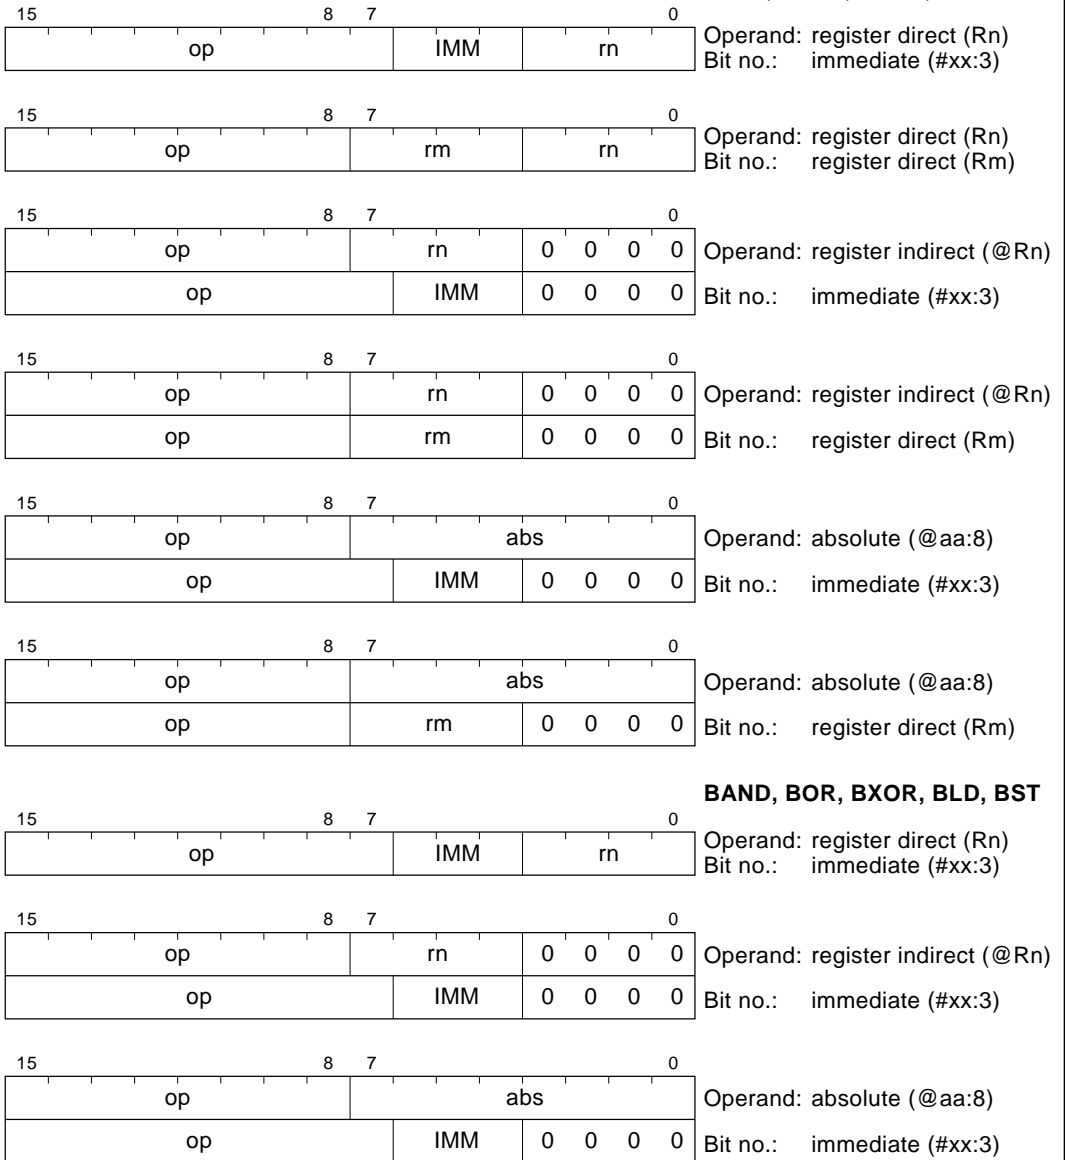 15 8 7 0
op IMM rn
Operand: register direct (Rn)
Bit no.: immediate (#xx:3)
15 8 7 0
op rm rn
Operand: register direct (Rn)
Bit no.: register direct (Rm)
15 8 7 0
op rn 0 0 0 0 Operand: register indirect (@Rn)
op IMM 0 0 0 0 Bit no.: immediate (#xx:3)
15 8 7 0
op rn 0 0 0 0 Operand: register indirect (@Rn)
op rm 0 0 0 0 Bit no.: register direct (Rm)
15 8 7 0
op abs Operand: absolute (@aa:8)
op IMM 0 0 0 0 Bit no.: immediate (#xx:3)
15 8 7 0
op abs Operand: absolute (@aa:8)
op rm 0 0 0 0 Bit no.: register direct (Rm)
BAND, BOR, BXOR, BLD, BST
15 8 7 0
op IMM rn
Operand: register direct (Rn)
Bit no.: immediate (#xx:3)
15 8 7 0
op rn 0 0 0 0 Operand: register indirect (@Rn)
op IMM 0 0 0 0 Bit no.: immediate (#xx:3)
15 8 7 0
op abs Operand: absolute (@aa:8)
op IMM 0 0 0 0 Bit no.: immediate (#xx:3)